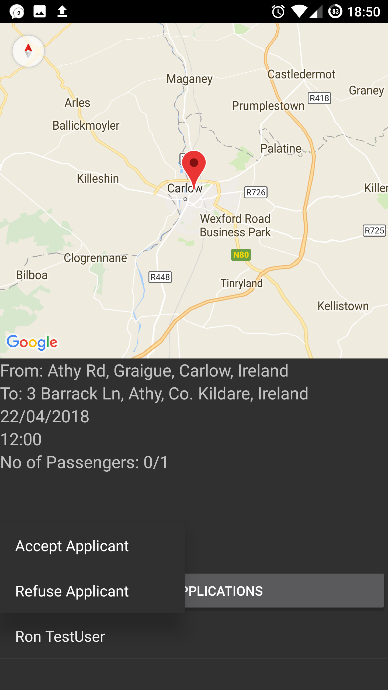 18:50
Maganey
Castledermot
Graney
R418
Arles
Prumplestown
Ballickmoyler
Palatine
Killeshin
Carlow
R726
Wexford Road
Business Park
R725
Clogrennane
N80
Bilboa
R448
Tinryland
Kellistown
Google
From: Athy Rd, Graigue, Carlow, Ireland
To: 3 Barrack Ln, Athy, Co. Kildare, Ireland
22/04/2018
12:00
No of Passengers: 0/1
Accept Applicant
Refuse Applicant
PPLICATIONS
Ron TestUser